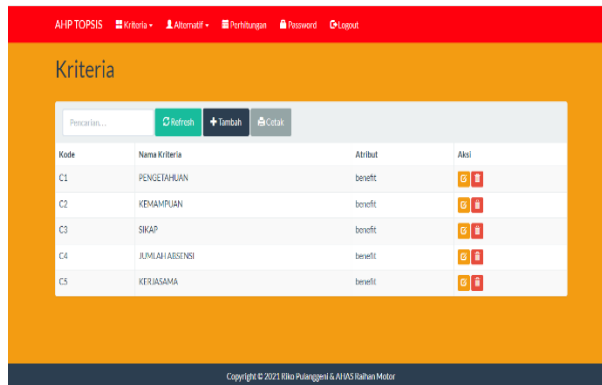 AHP TOPSIS Kriteria Alternatif Perhitungan Password Logout
Kriteria
Pencarian... Refresh Tambah Cetak
Kode Nama Kriteria Atribut Aksi
C1 PENGETAHUAN benefit
C2 KEMAMPUAN benefit
C3 SIKAP benefit
C4 JUMLAH ABSENSI benefit
C5 KERJASAMA benefit
Copyright © 2021 Riko Pulanggeni & AHAS Raihan Motor